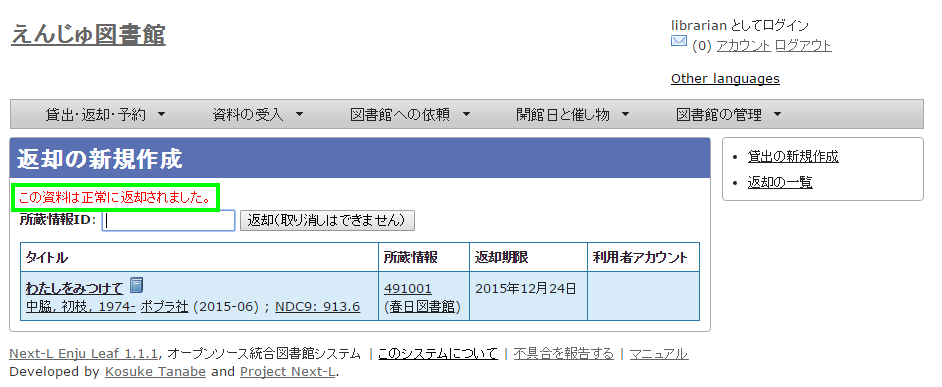 えんじゅ図書館
librarian としてログイン
(0) アカウント ログアウト
Other languages
貸出・返却・予約 資料の受入 図書館への依頼 開館日と催し物 図書館の管理
返却の新規作成
この資料は正常に返却されました。
所蔵情報ID: 返却(取り消しはできません)
タイトル 所蔵情報 返却期限 利用者アカウント
わたしをみつけて 491001 2015年12月24日
中脇, 初枝, 1974- ポプラ社 (2015-06) ; NDC9: 913.6 (春日図書館)
・貸出の新規作成
・返却の一覧
Next-L Enju Leaf 1.1.1, オープンソース統合図書館システム | このシステムについて | 不具合を報告する | マニュアル
Developed by Kosuke Tanabe and Project Next-L.